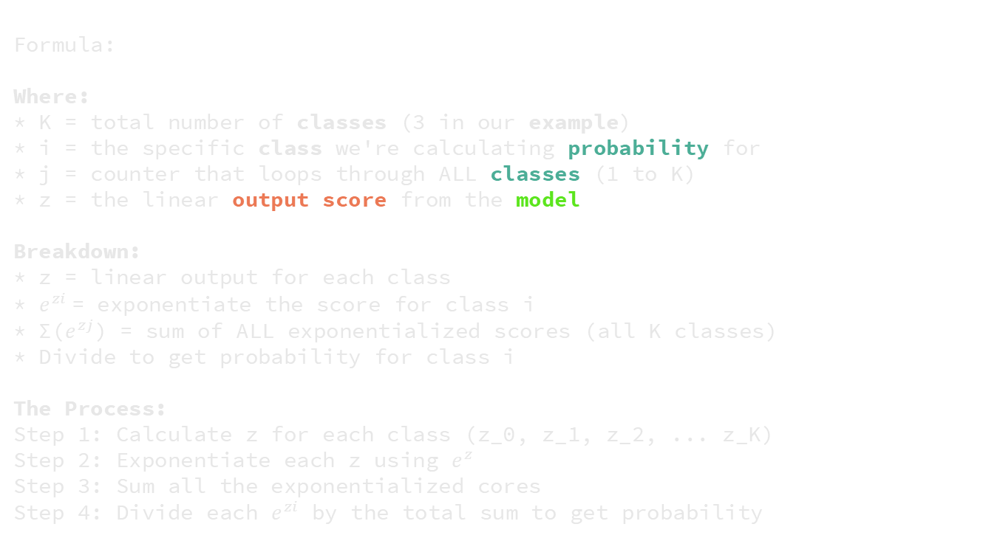 Formula:
Where:
* K = total number of classes (3 in our example)
* i = the specific class we're calculating probability for
* j = counter that loops through ALL classes (1 to K)
* z = the linear output score from the model
Breakdown:
* z = linear output for each class
* e^{zi} = exponentiate the score for class i
* Σ(e^{zj}) = sum of ALL exponentialized scores (all K classes)
* Divide to get probability for class i
The Process:
Step 1: Calculate z for each class (z_0, z_1, z_2, ... z_K)
Step 2: Exponentiate each z using e^z
Step 3: Sum all the exponentialized cores
Step 4: Divide each e^{zi} by the total sum to get probability